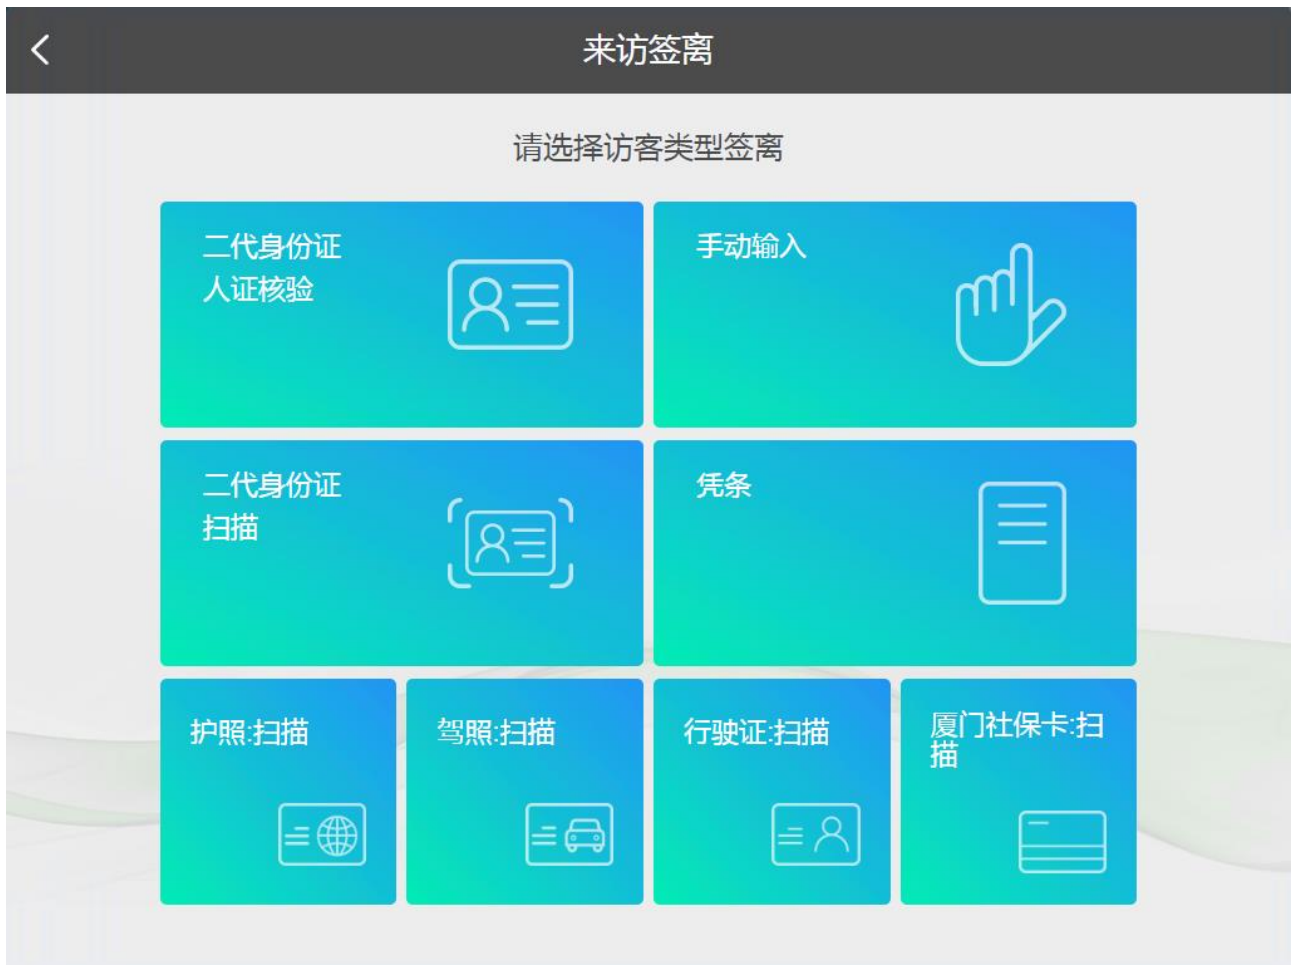 来访签离
请选择访客类型签离
二代身份证
人证核验
手动输入
二代身份证
扫描
凭条
护照:扫描
驾照:扫描
行驶证:扫描
厦门社保卡:扫
描